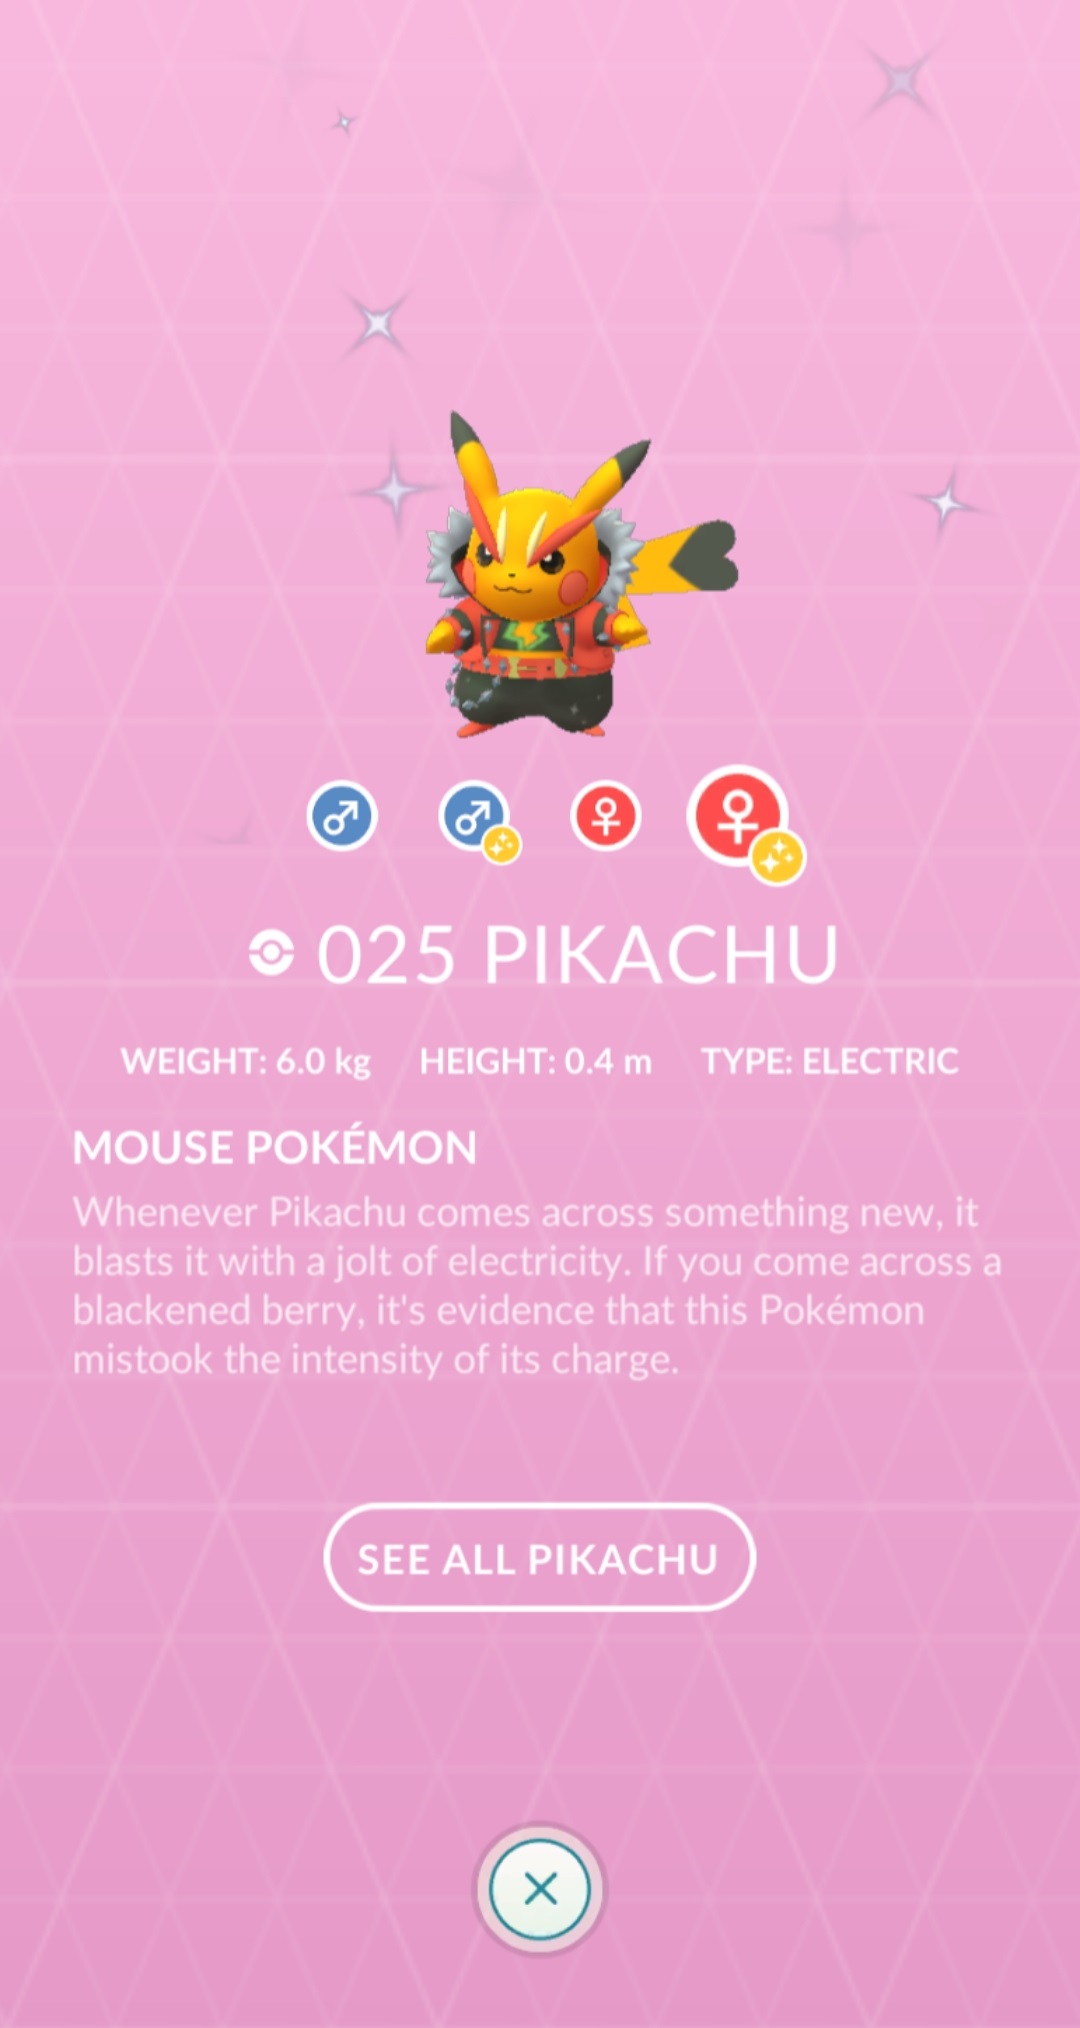 025 PIKACHU
WEIGHT: 6.0 kg HEIGHT: 0.4 m TYPE: ELECTRIC
MOUSE POKÉMON
Whenever Pikachu comes across something new, it
blasts it with a jolt of electricity. If you come across a
blackened berry, it's evidence that this Pokémon
mistook the intensity of its charge.
SEE ALL PIKACHU